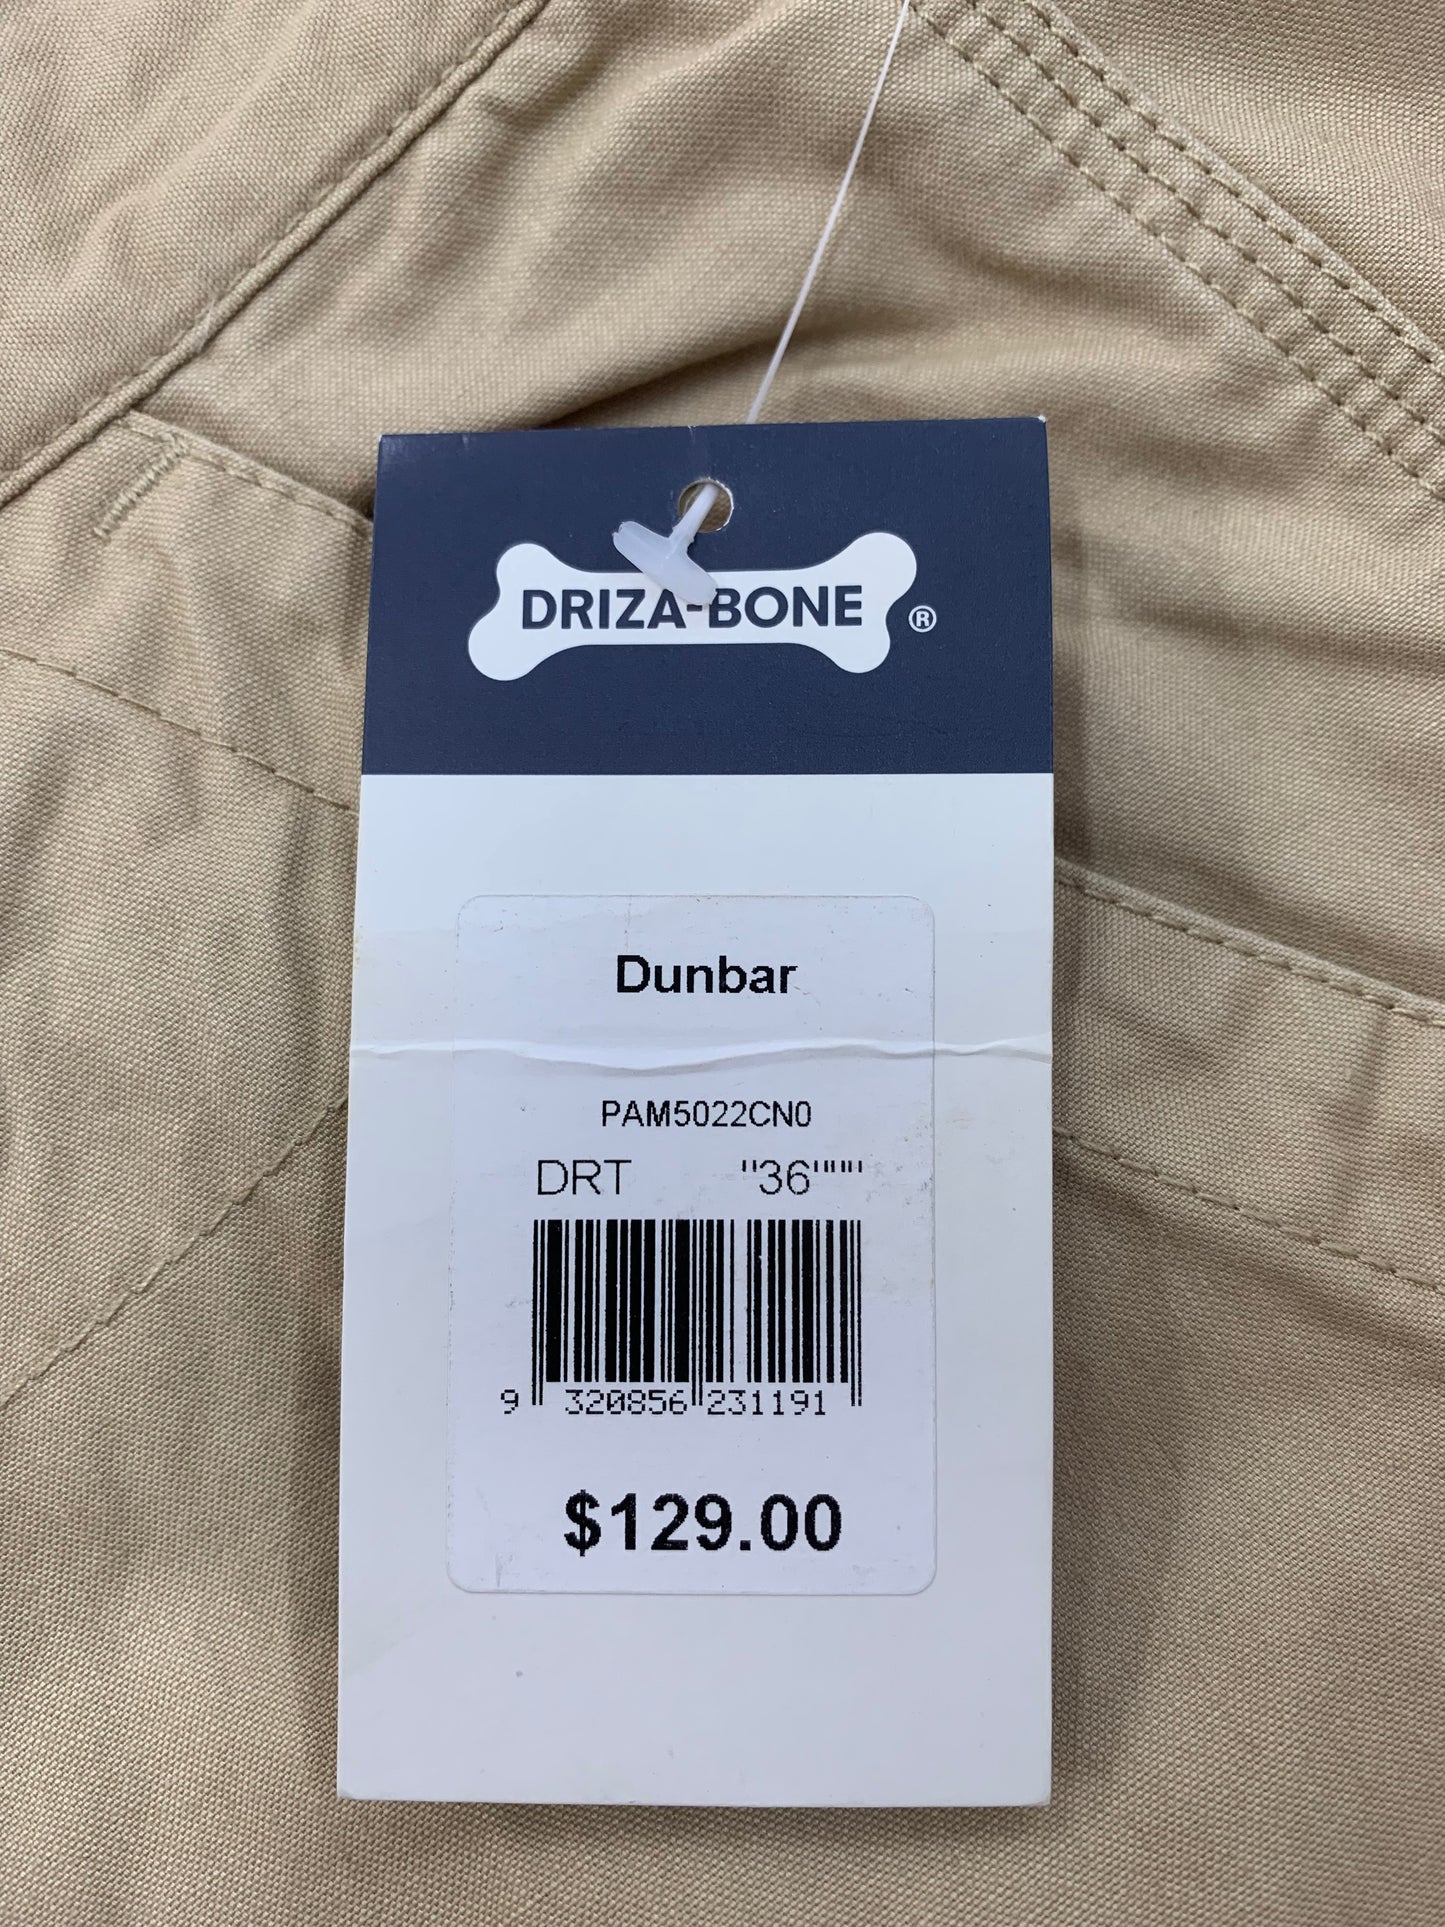 DRIZA-BONE ®
Dunbar
PAM5022CN0
DRT "36""""
9 320856 231191
$129.00